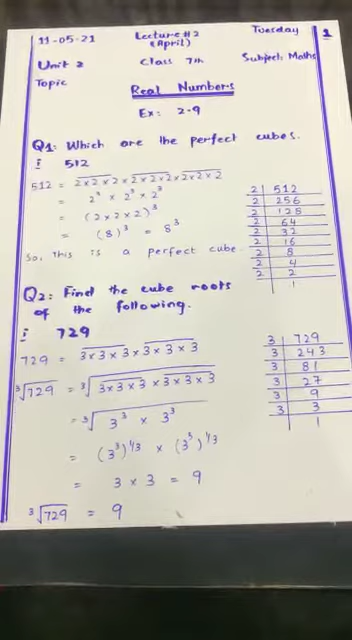 11-05-21 Lecture # 2 Tuesday 1
(April)
Unit 2 Class 7th Subject: Maths
Topic
Real Numbers
Ex: 2.9
Q1: Which are the perfect cubes.
i 512
512 = 2×2×2×2×2×2×2×2×2
= 2³ × 2³ × 2³
= (2×2×2)³
= (8)³ = 8³
So, this is a perfect cube.
2 512
2 256
2 128
2 64
2 32
2 16
2 8
2 4
2 2
1
Q2: Find the cube roots
of the following.
i 729
729 = 3×3×3×3×3×3
³√729 = ³√3×3×3×3×3×3
= ³√3³ × 3³
= (3³)^1/3 × (3³)^1/3
= 3 × 3 = 9
³√729 = 9
3 729
3 243
3 81
3 27
3 9
3 3
1